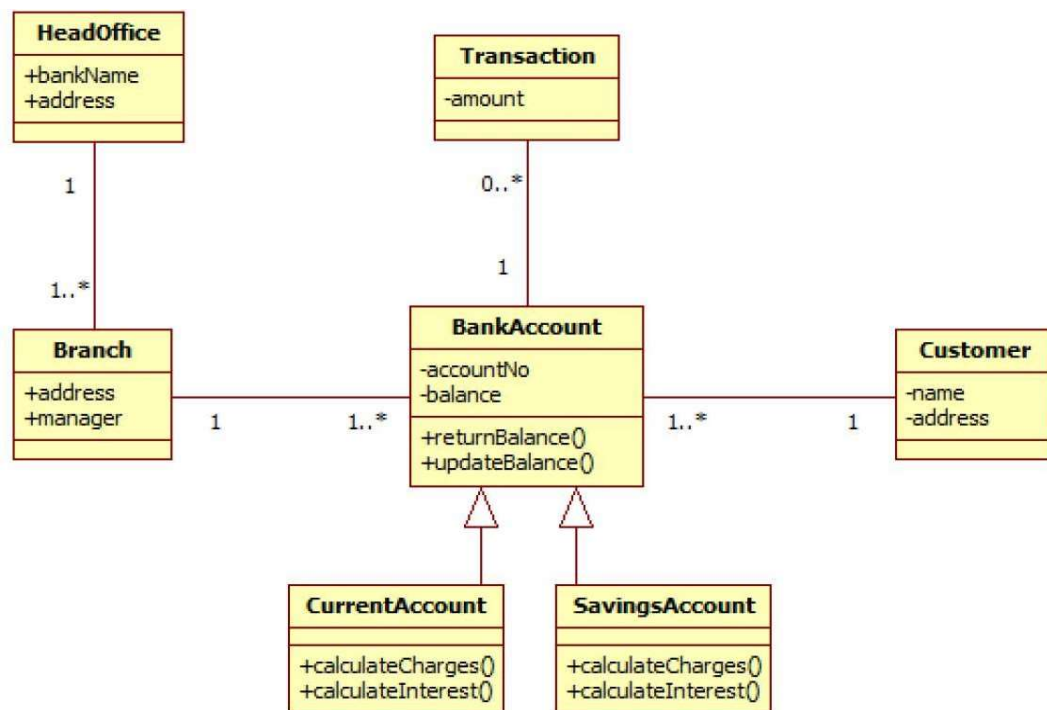 HeadOffice
+bankName
+address
Transaction
-amount
1
0..*
1..*
1
Branch
+address
+manager
BankAccount
-accountNo
-balance
+returnBalance()
+updateBalance()
Customer
-name
-address
1
1..*
1..*
1
CurrentAccount
+calculateCharges()
+calculateInterest()
SavingsAccount
+calculateCharges()
+calculateInterest()